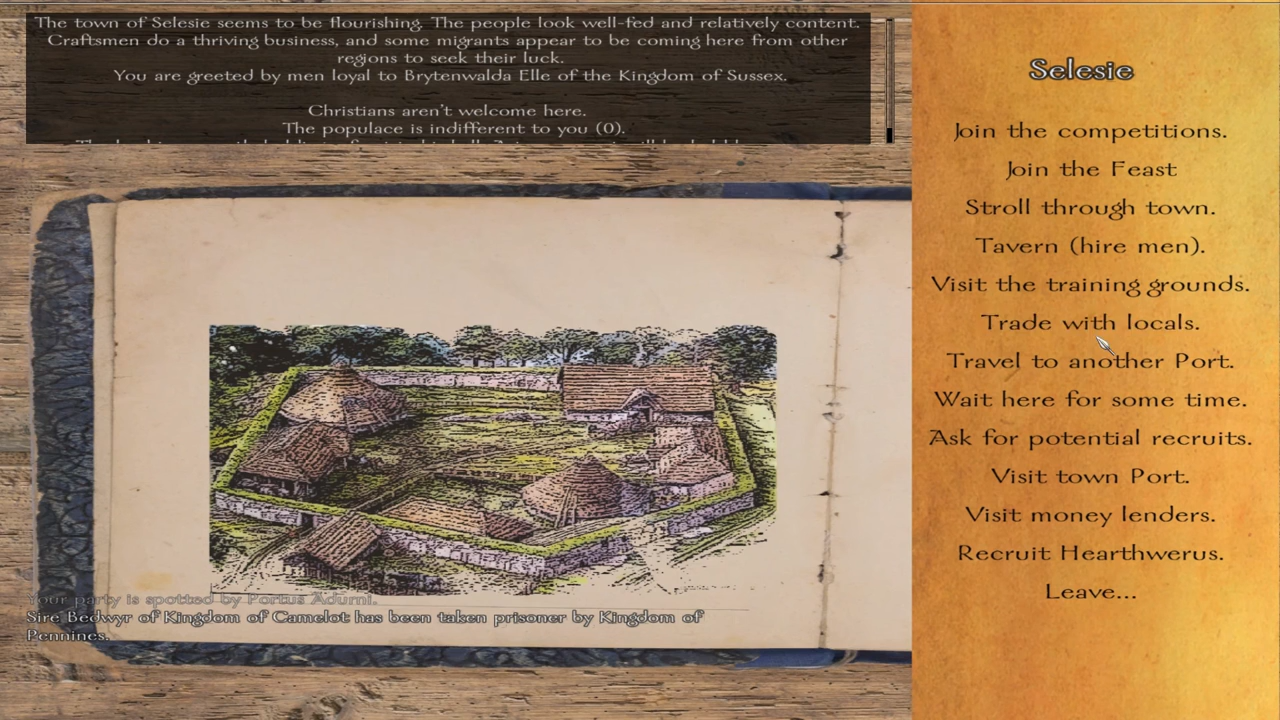 The town of Selesie seems to be flourishing. The people look well-fed and relatively content.
Craftsmen do a thriving business, and some migrants appear to be coming here from other
regions to seek their luck.
You are greeted by men loyal to Brytenwalda Elle of the Kingdom of Sussex.
Christians aren't welcome here.
The populace is indifferent to you (0).
Selesie
Join the competitions.
Join the Feast
Stroll through town.
Tavern (hire men).
Visit the training grounds.
Trade with locals.
Travel to another Port.
Wait here for some time.
Ask for potential recruits.
Visit town Port.
Visit money lenders.
Recruit Hearthwerus.
Leave...
Your party is spotted by Portus Adurni.
Sire Bedwyr of Kingdom of Camelot has been taken prisoner by Kingdom of
Pennines.